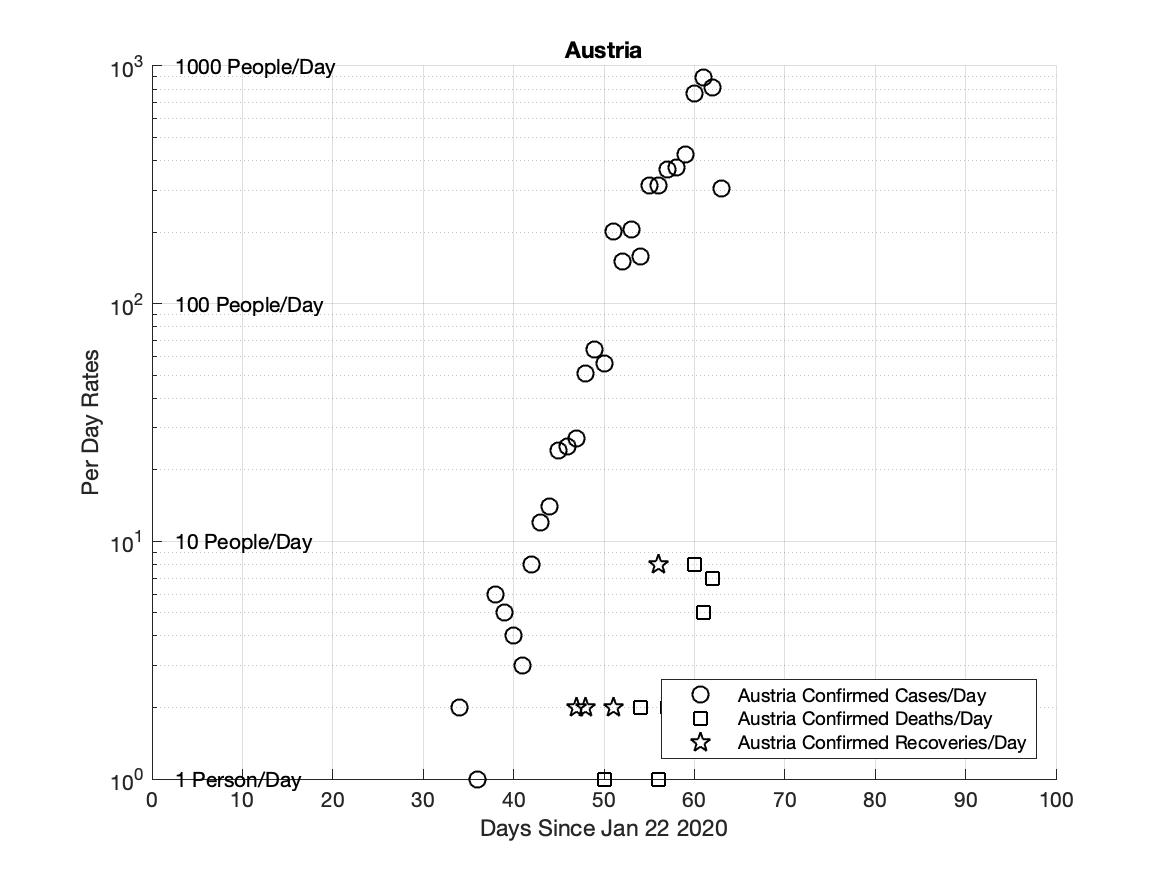 Austria
10³
1000 People/Day
10²
100 People/Day
Per Day Rates
10¹
10 People/Day
Austria Confirmed Cases/Day
Austria Confirmed Deaths/Day
Austria Confirmed Recoveries/Day
10⁰
1 Person/Day
0 10 20 30 40 50 60 70 80 90 100
Days Since Jan 22 2020